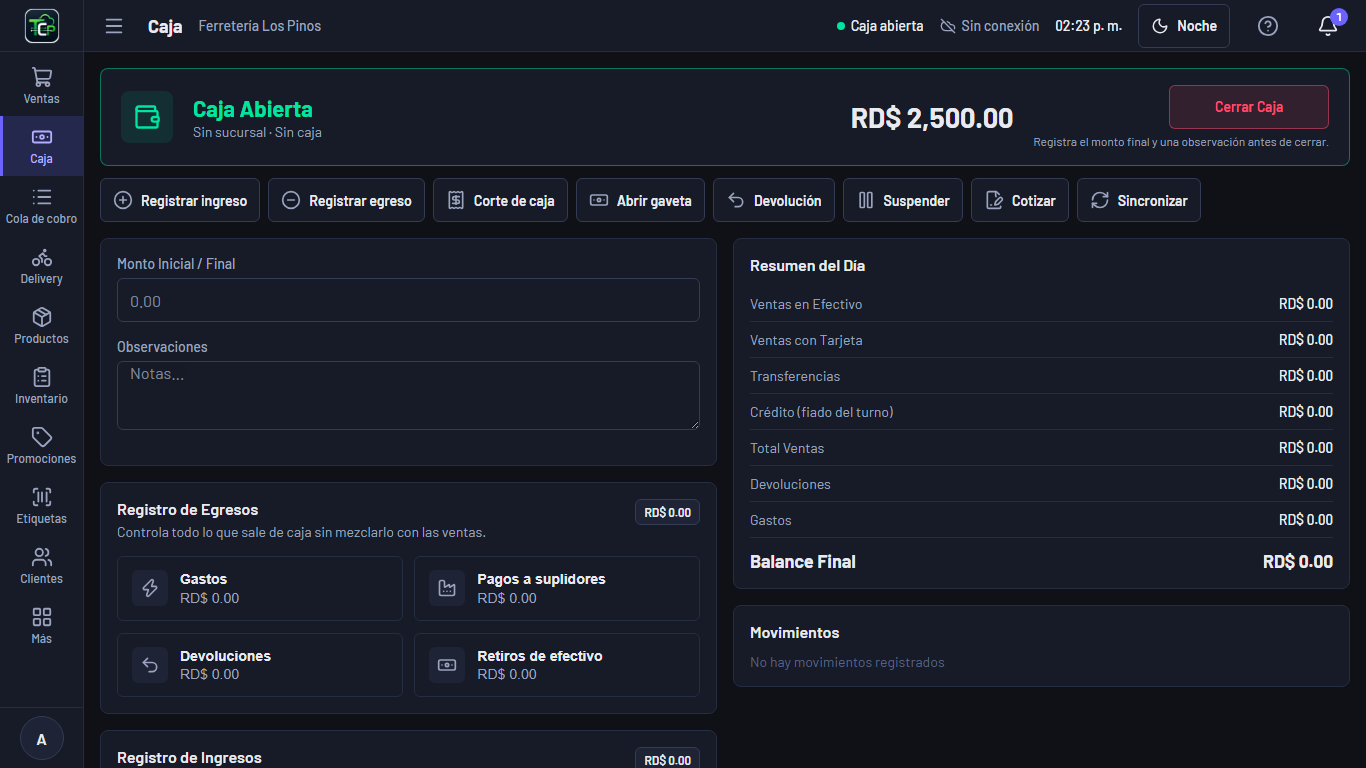 TCP
Caja
Ferretería Los Pinos
Caja abierta
Sin conexión
02:23 p. m.
Noche
1
Ventas
Caja
Cola de cobro
Delivery
Productos
Inventario
Promociones
Etiquetas
Clientes
Más
A
Caja Abierta
Sin sucursal · Sin caja
RD$ 2,500.00
Cerrar Caja
Registra el monto final y una observación antes de cerrar.
Registrar ingreso
Registrar egreso
Corte de caja
Abrir gaveta
Devolución
Suspender
Cotizar
Sincronizar
Monto Inicial / Final
0.00
Observaciones
Notas...
Registro de Egresos
RD$ 0.00
Controla todo lo que sale de caja sin mezclarlo con las ventas.
Gastos
RD$ 0.00
Pagos a suplidores
RD$ 0.00
Devoluciones
RD$ 0.00
Retiros de efectivo
RD$ 0.00
Registro de Ingresos
RD$ 0.00
Resumen del Día
Ventas en Efectivo RD$ 0.00
Ventas con Tarjeta RD$ 0.00
Transferencias RD$ 0.00
Crédito (fiado del turno) RD$ 0.00
Total Ventas RD$ 0.00
Devoluciones RD$ 0.00
Gastos RD$ 0.00
Balance Final RD$ 0.00
Movimientos
No hay movimientos registrados